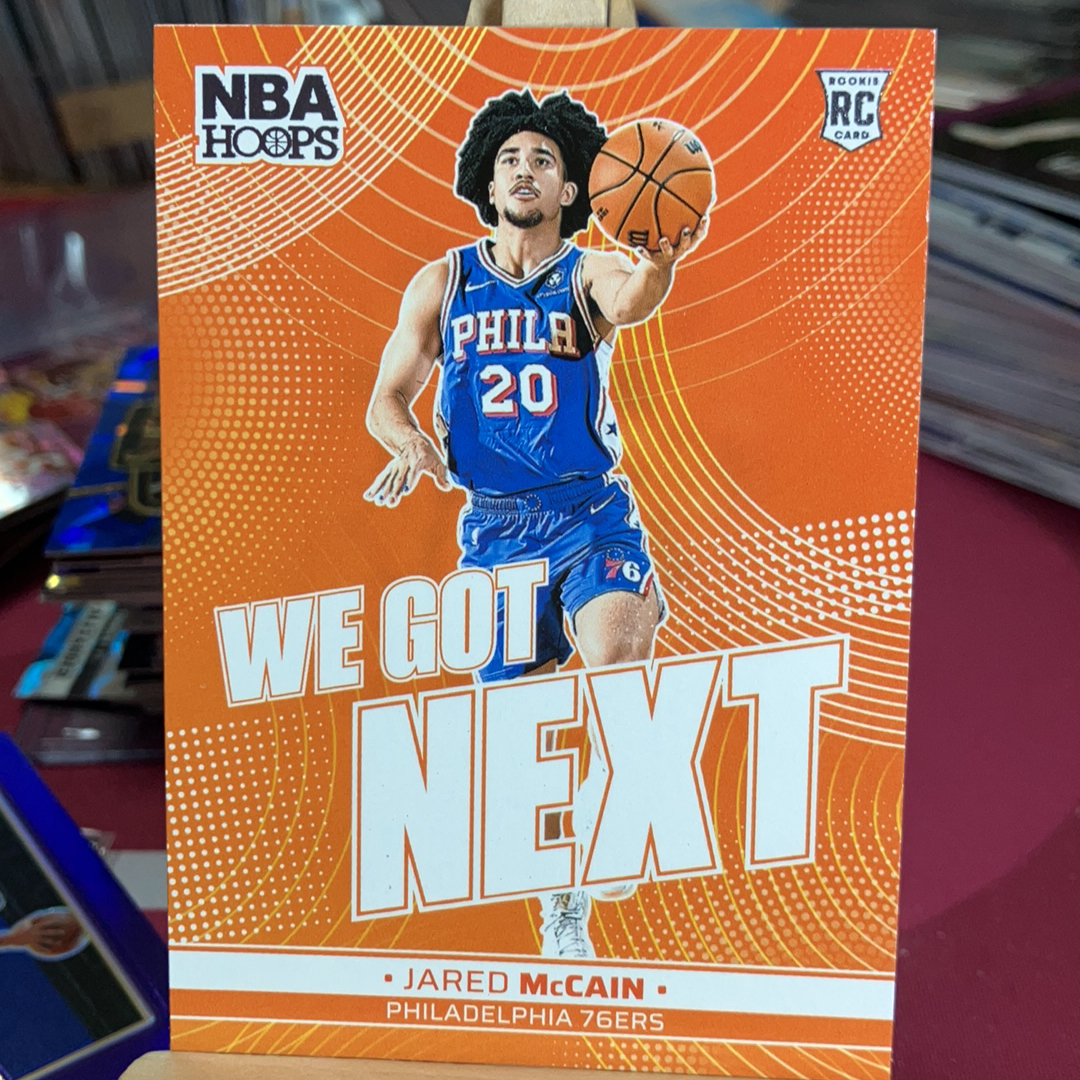 NBA
HOOPS
ROOKIE
RC
CARD
PHILA
20
76
WE GOT
NEXT
• JARED McCAIN •
PHILADELPHIA 76ERS